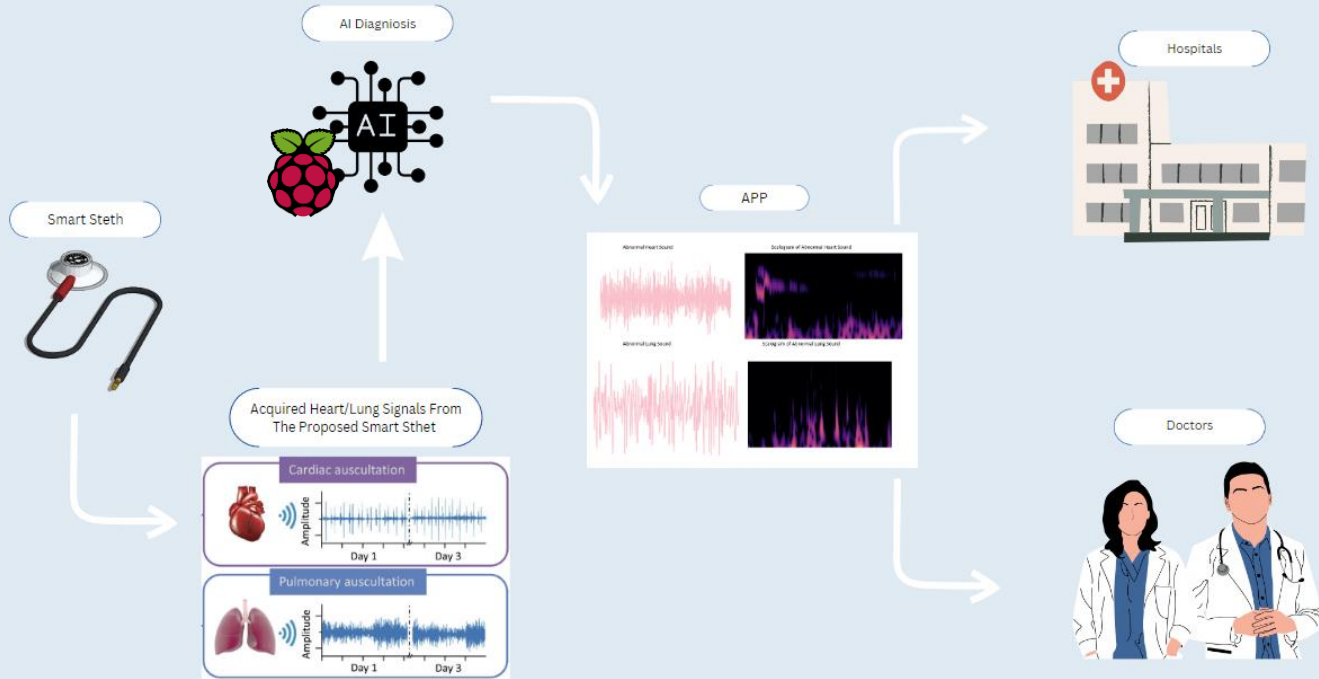 AI Diagniosis
Hospitals
AI
APP
Smart Steth
Abnormal Heart Sound
Scalogram of Abnormal Heart Sound
Abnormal Lung Sound
Scalogram of Abnormal Lung Sound
Acquired Heart/Lung Signals From
The Proposed Smart Sthet
Doctors
Cardiac auscultation
Amplitude
Day 1
Day 3
Pulmonary auscultation
Amplitude
Day 1
Day 3